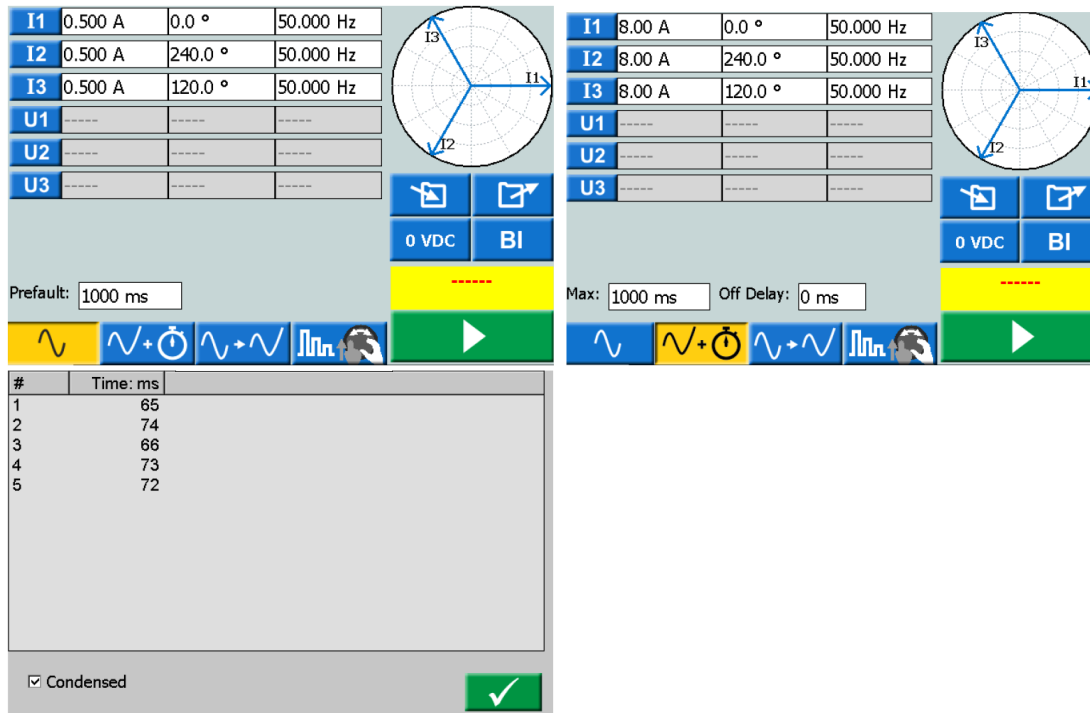 I1 0.500 A 0.0 ° 50.000 Hz
I2 0.500 A 240.0 ° 50.000 Hz
I3 0.500 A 120.0 ° 50.000 Hz
U1 ----- ----- -----
U2 ----- ----- -----
U3 ----- ----- -----
I3
I1
I2
0 VDC BI
Prefault: 1000 ms
------
I1 8.00 A 0.0 ° 50.000 Hz
I2 8.00 A 240.0 ° 50.000 Hz
I3 8.00 A 120.0 ° 50.000 Hz
U1 ----- ----- -----
U2 ----- ----- -----
U3 ----- ----- -----
I3
I1
I2
0 VDC BI
Max: 1000 ms Off Delay: 0 ms
------
# Time: ms
1 65
2 74
3 66
4 73
5 72
Condensed